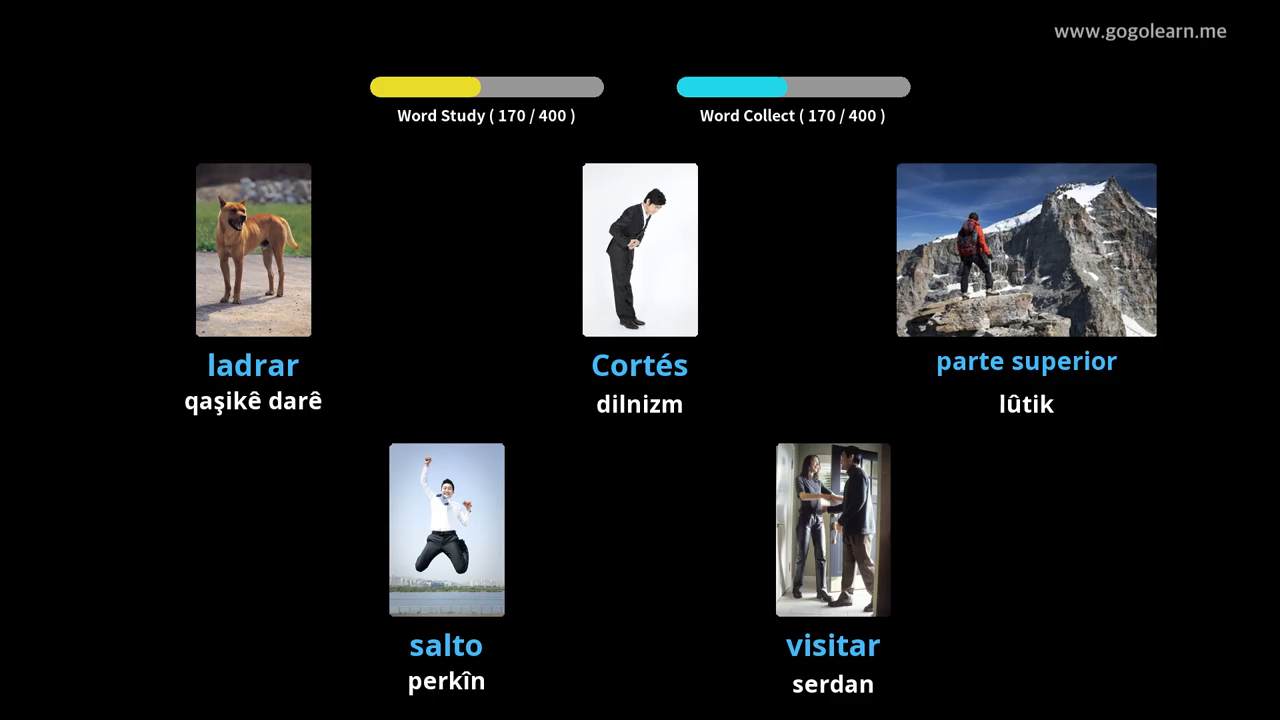 www.gogolearn.me
Word Study ( 170 / 400 )
Word Collect ( 170 / 400 )
ladrar
qaşikê darê
Cortés
dilnizm
parte superior
lûtik
salto
perkîn
visitar
serdan